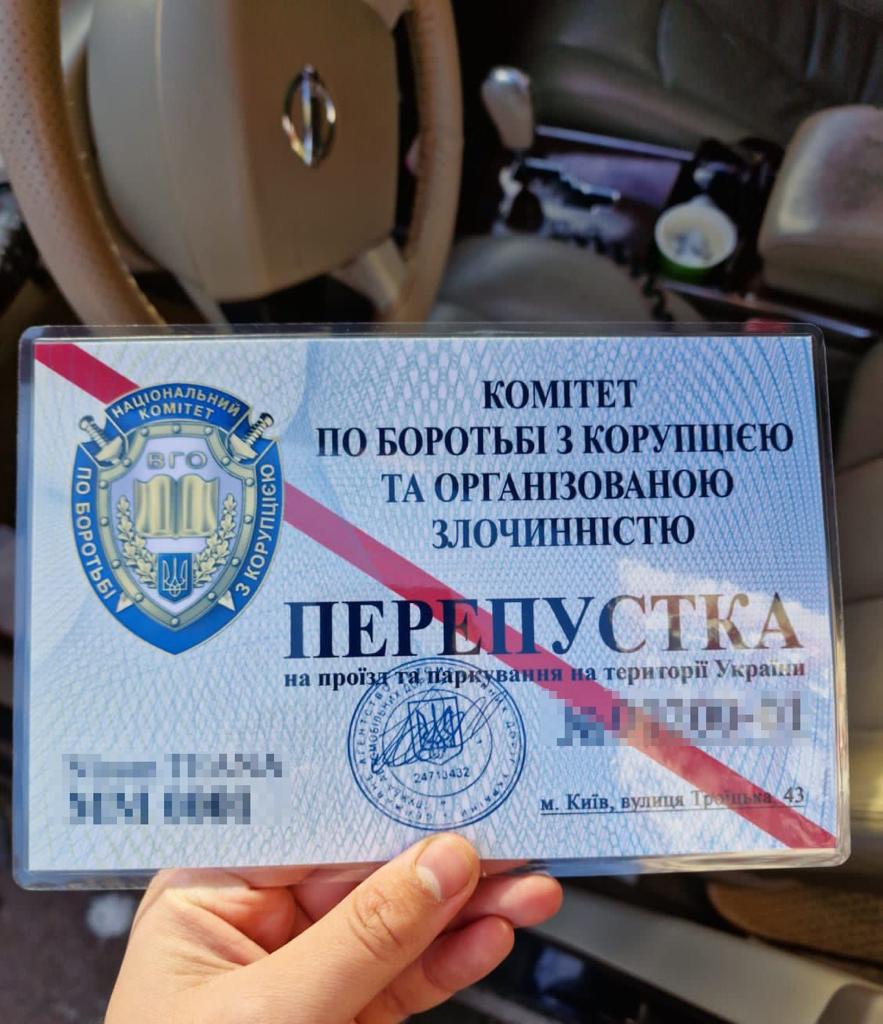 НАЦІОНАЛЬНИЙ
КОМІТЕТ
ПО БОРОТЬБІ
З КОРУПЦІЄЮ
ВГО
КОМІТЕТ
ПО БОРОТЬБІ З КОРУПЦІЄЮ
ТА ОРГАНІЗОВАНОЮ
ЗЛОЧИННІСТЮ
ПЕРЕПУСТКА
на проїзд та паркування на території України
24713432
м. Київ, вулиця Троїцька 43